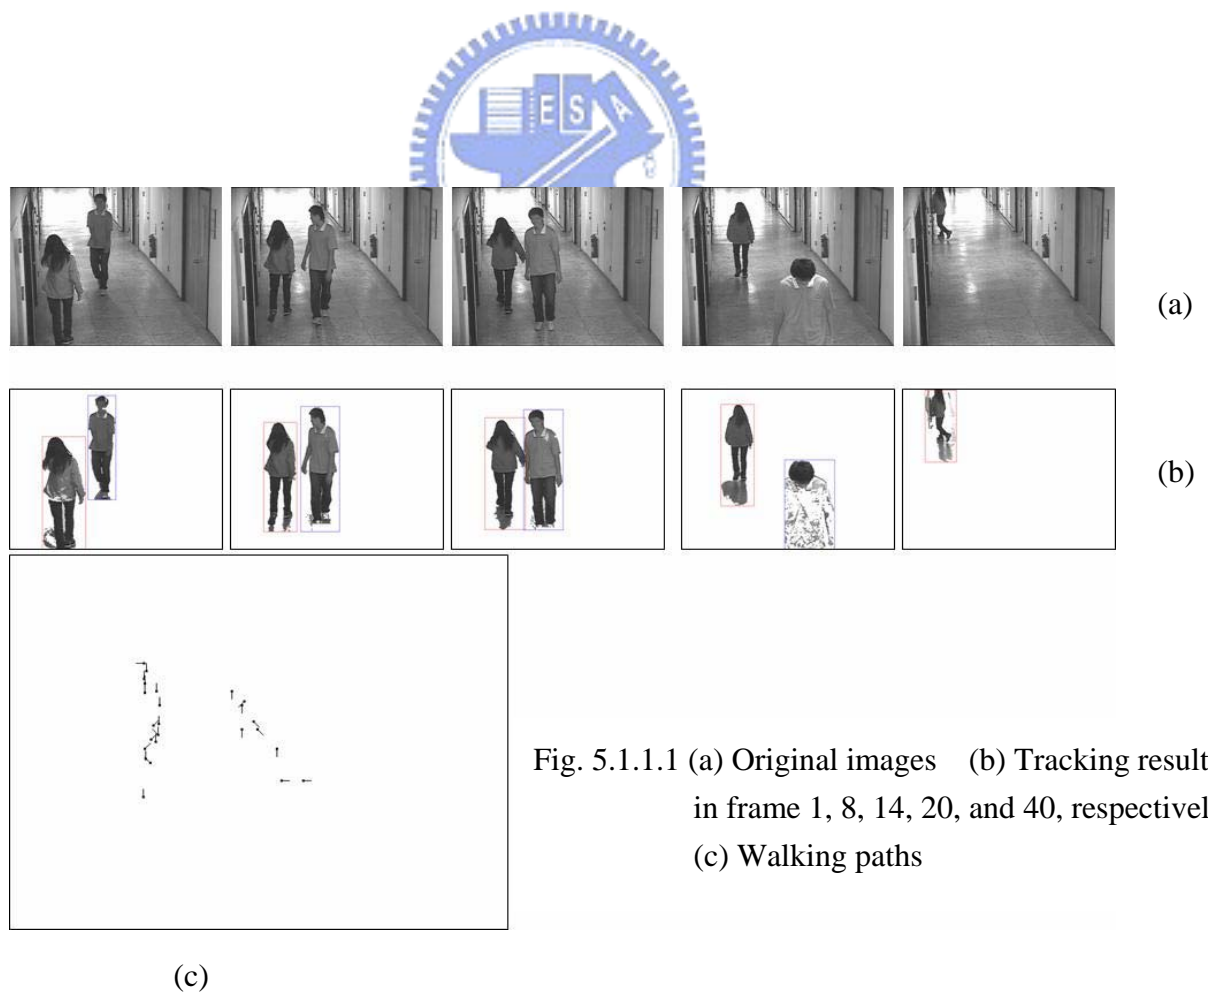 E S A
(a)
(b)
Fig. 5.1.1.1 (a) Original images (b) Tracking result
in frame 1, 8, 14, 20, and 40, respectivel
(c) Walking paths
(c)